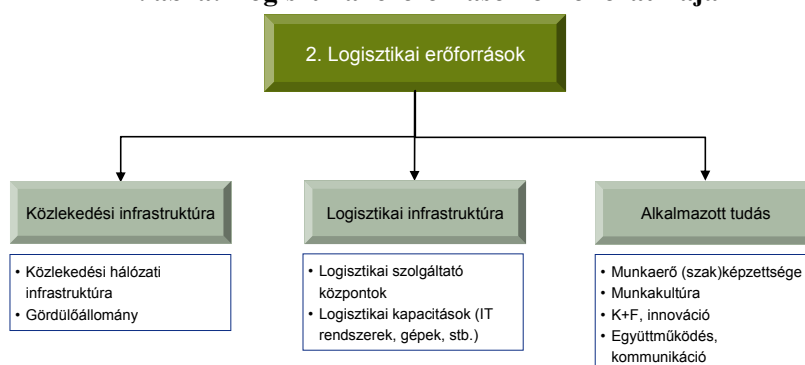 2. Logisztikai erőforrások
Közlekedési infrastruktúra
Logisztikai infrastruktúra
Alkalmazott tudás
• Közlekedési hálózati
infrastruktúra
• Gördülőállomány
• Logisztikai szolgáltató
központok
• Logisztikai kapacitások (IT
rendszerek, gépek, stb.)
• Munkaerő (szak)képzettsége
• Munkakultúra
• K+F, innováció
• Együttműködés,
kommunikáció